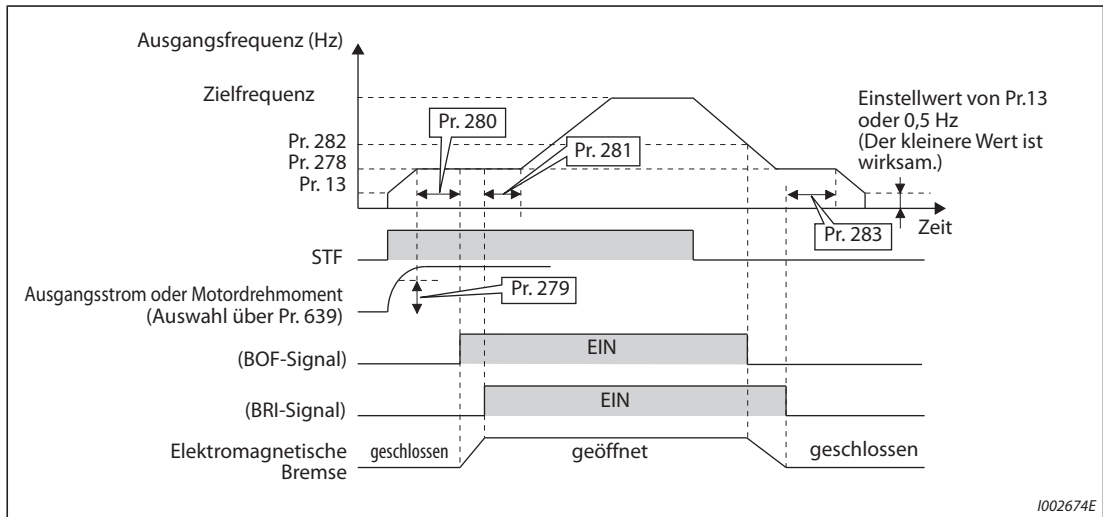 Ausgangsfrequenz (Hz)
Zielfrequenz
Pr. 282
Pr. 278
Pr. 13
Pr. 280
Pr. 281
Einstellwert von Pr.13
oder 0,5 Hz
(Der kleinere Wert ist
wirksam.)
Zeit
Pr. 283
STF
Pr. 279
Ausgangsstrom oder Motordrehmoment
(Auswahl über Pr. 639)
(BOF-Signal)
EIN
(BRI-Signal)
EIN
Elektromagnetische
Bremse
geschlossen
geöffnet
geschlossen
I002674E